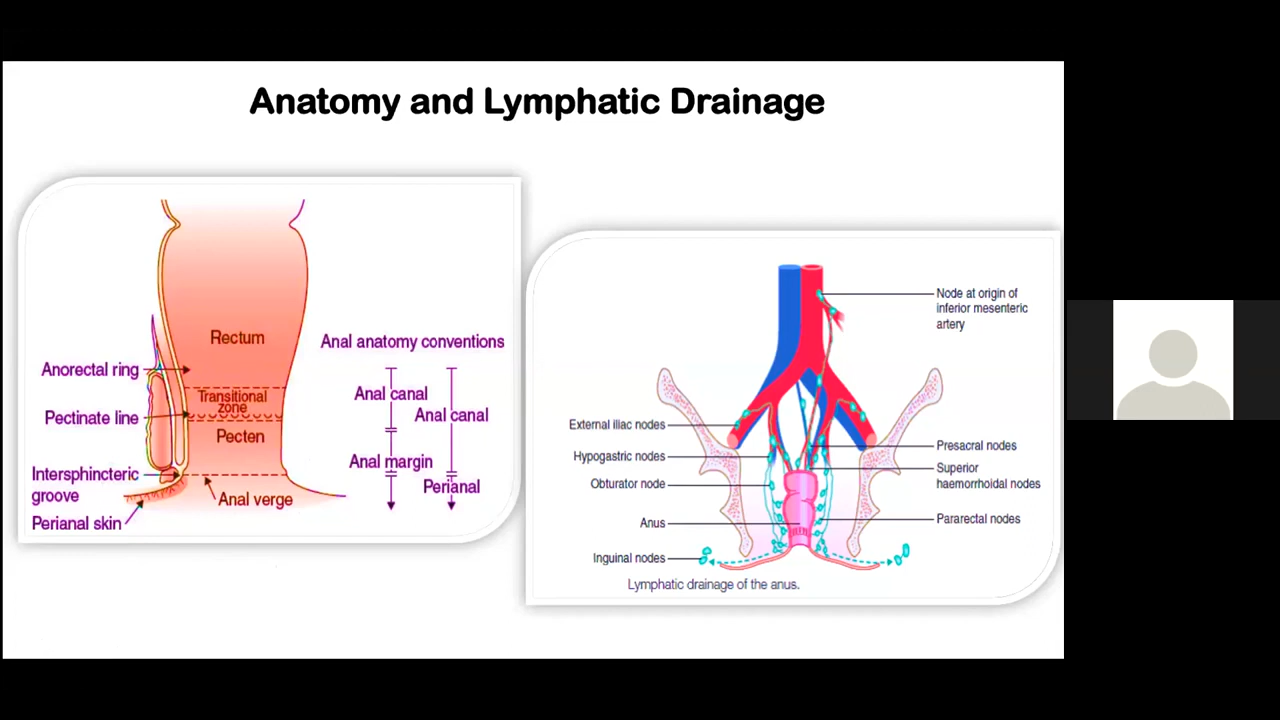 Anatomy and Lymphatic Drainage
Rectum
Anal anatomy conventions
Anorectal ring
Transitional
zone
Anal canal
Anal canal
Pectinate line
Pecten
Anal margin
Intersphincteric
groove
Perianal
Anal verge
Perianal skin
Node at origin of
inferior mesenteric
artery
External iliac nodes
Hypogastric nodes
Obturator node
Anus
Inguinal nodes
Presacral nodes
Superior
haemorrhoidal nodes
Pararectal nodes
Lymphatic drainage of the anus.